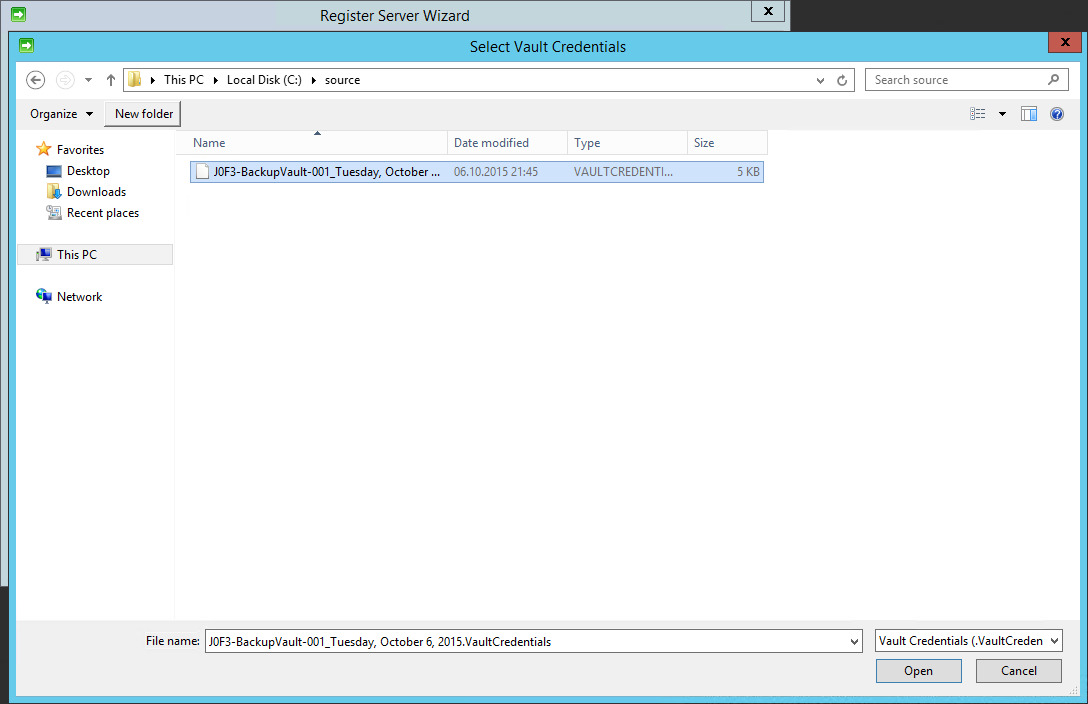 Register Server Wizard
Select Vault Credentials
This PC Local Disk (C:) source
Search source
Organize New folder
Name Date modified Type Size
J0F3-BackupVault-001_Tuesday, October ... 06.10.2015 21:45 VAULTCREDENTI... 5 KB
Favorites
Desktop
Downloads
Recent places
This PC
Network
File name: J0F3-BackupVault-001_Tuesday, October 6, 2015.VaultCredentials Vault Credentials (.VaultCreden
Open Cancel